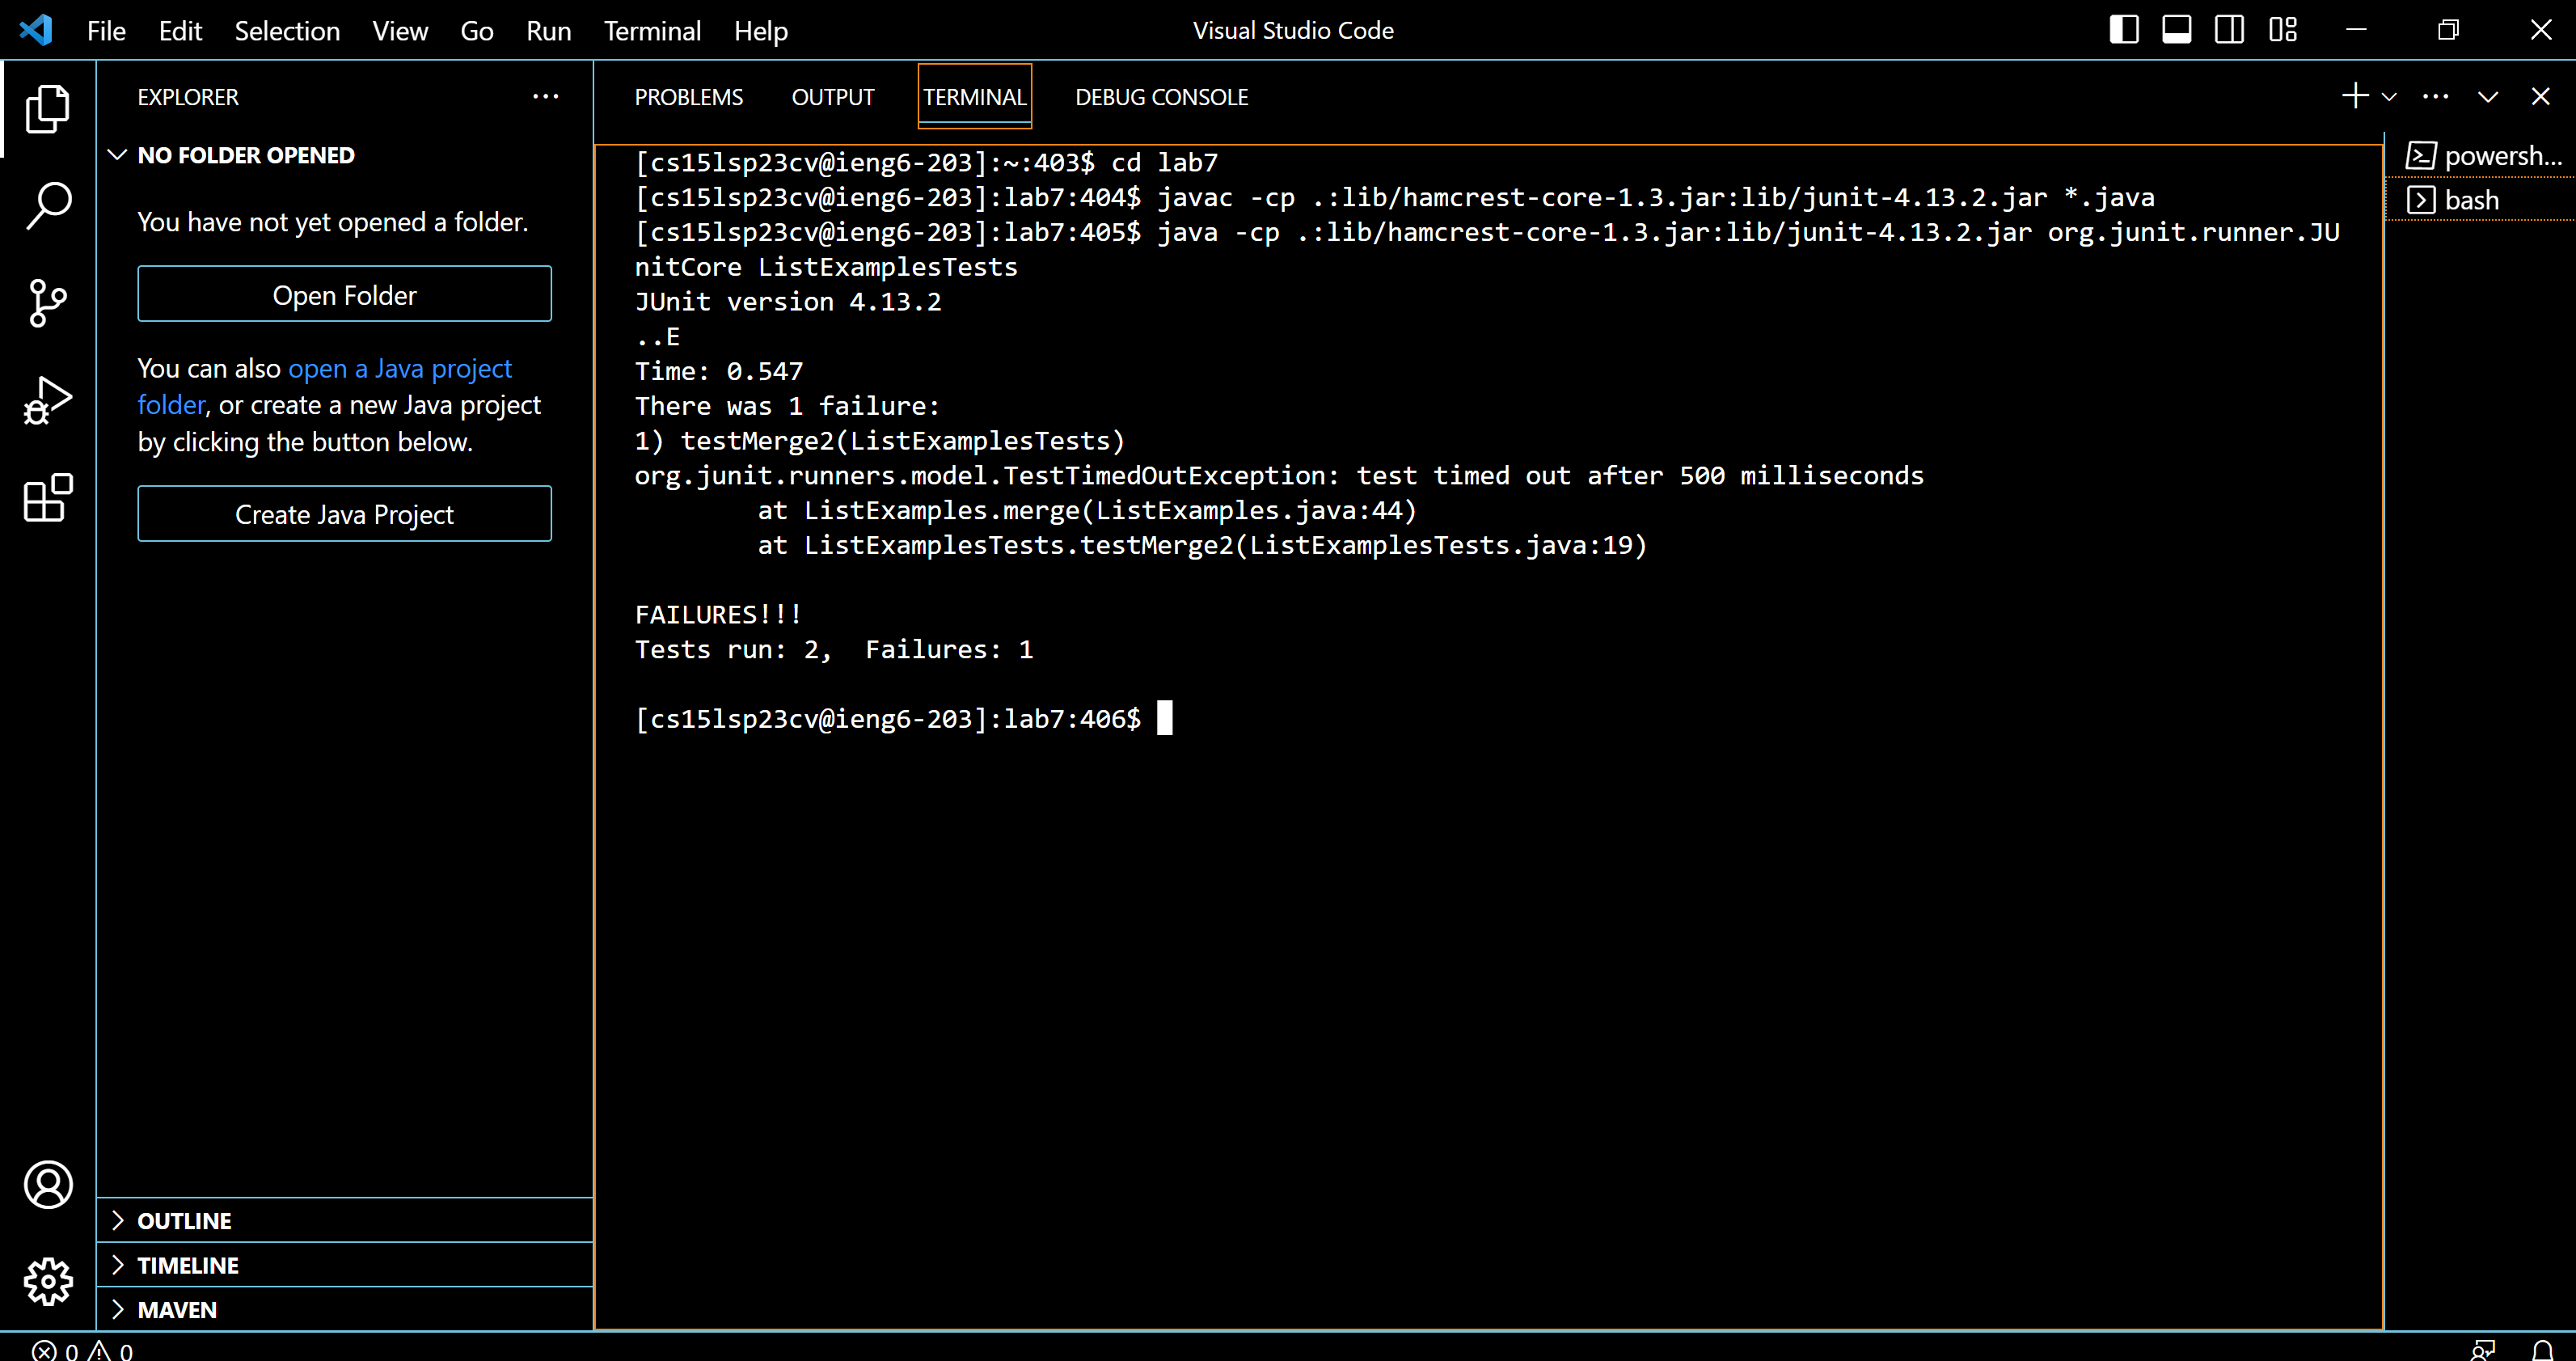 File Edit Selection View Go Run Terminal Help
Visual Studio Code
EXPLORER
NO FOLDER OPENED
You have not yet opened a folder.
Open Folder
You can also open a Java project
folder, or create a new Java project
by clicking the button below.
Create Java Project
OUTLINE
TIMELINE
MAVEN
PROBLEMS OUTPUT TERMINAL DEBUG CONSOLE
[cs15lsp23cv@ieng6-203]:~:403$ cd lab7
[cs15lsp23cv@ieng6-203]:lab7:404$ javac -cp .:lib/hamcrest-core-1.3.jar:lib/junit-4.13.2.jar *.java
[cs15lsp23cv@ieng6-203]:lab7:405$ java -cp .:lib/hamcrest-core-1.3.jar:lib/junit-4.13.2.jar org.junit.runner.JU
nitCore ListExamplesTests
JUnit version 4.13.2
..E
Time: 0.547
There was 1 failure:
1) testMerge2(ListExamplesTests)
org.junit.runners.model.TestTimedOutException: test timed out after 500 milliseconds
at ListExamples.merge(ListExamples.java:44)
at ListExamplesTests.testMerge2(ListExamplesTests.java:19)
FAILURES!!!
Tests run: 2,  Failures: 1
[cs15lsp23cv@ieng6-203]:lab7:406$
powersh...
bash
0 0